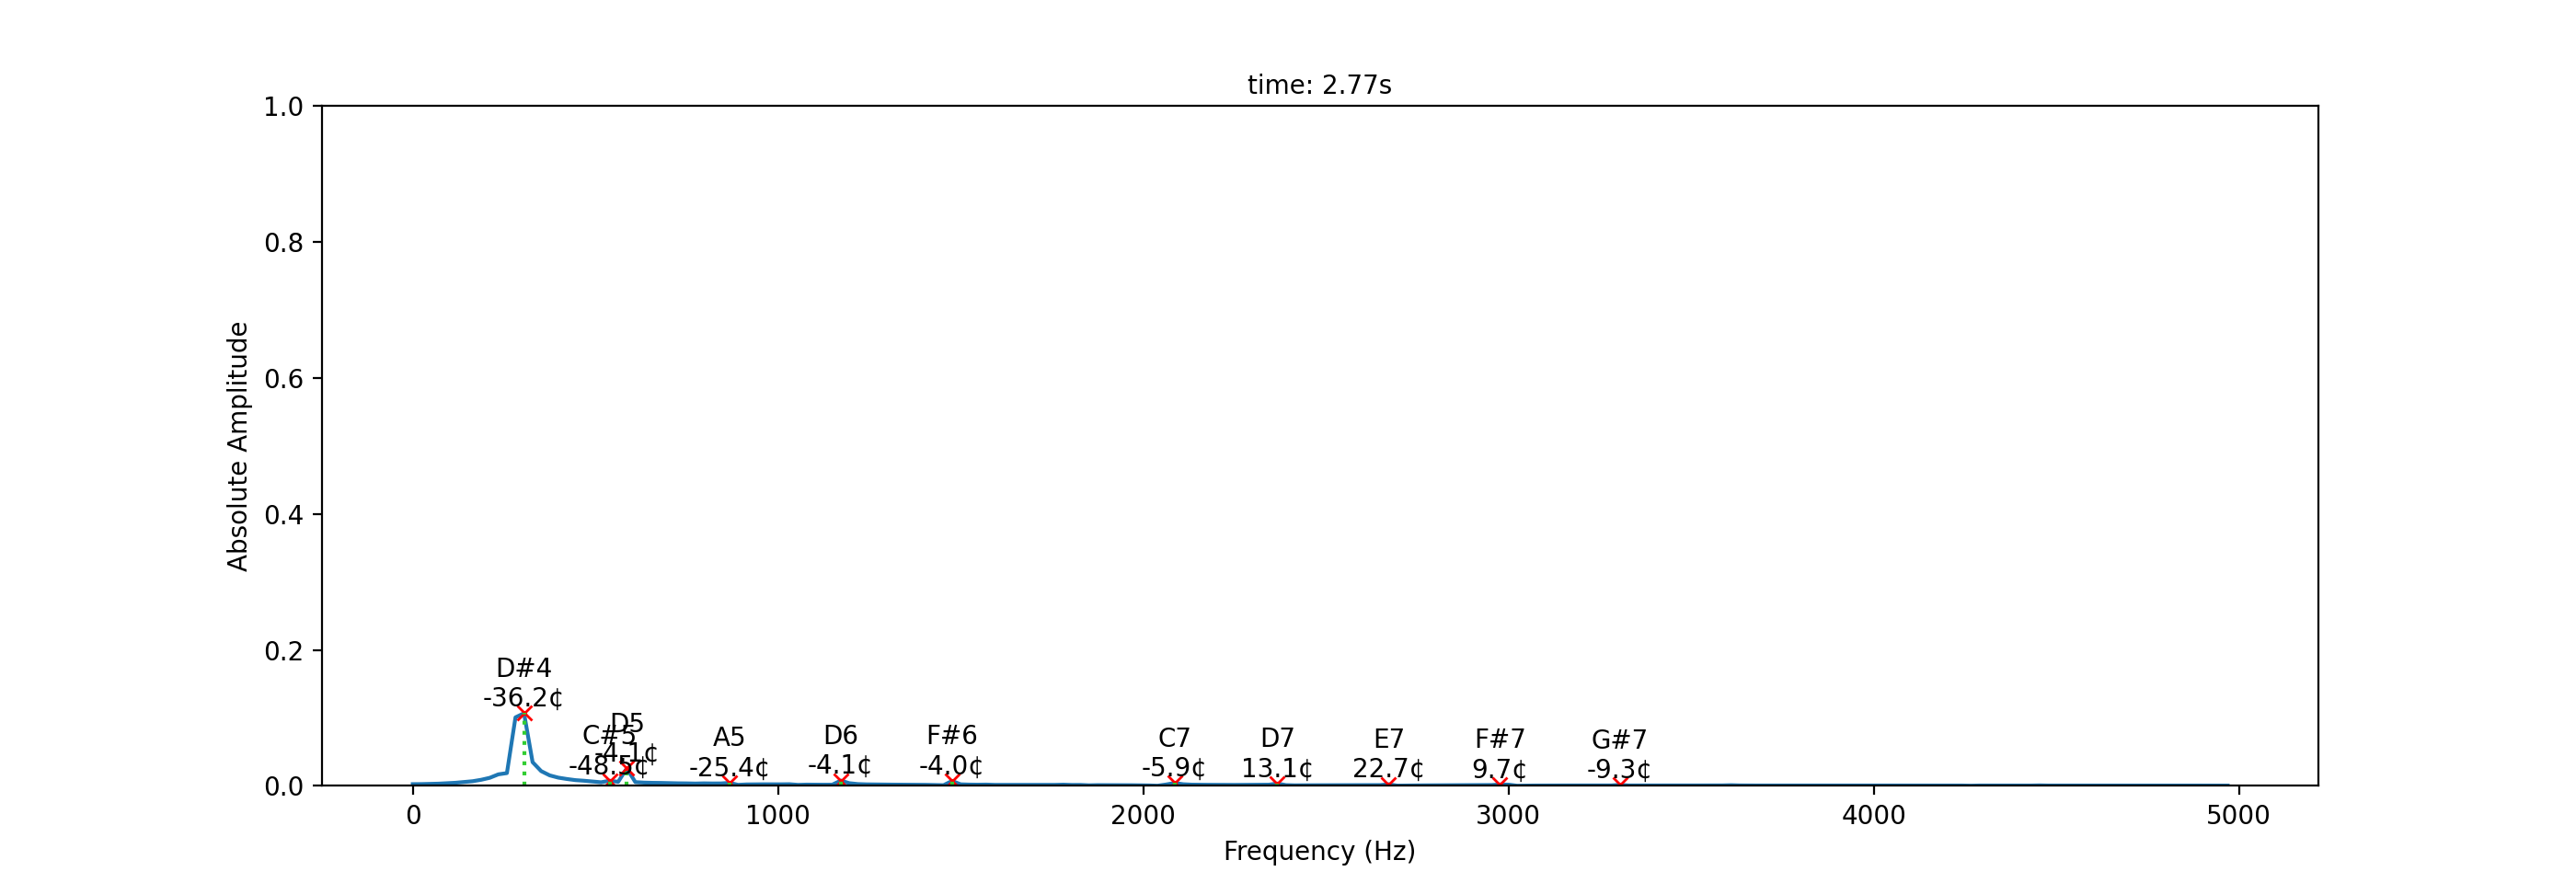 time: 2.77s
1.0
0.8
0.6
0.4
0.2
0.0
Absolute Amplitude
D#4
-36.2¢
C#5
-48.5¢
D5
-4.1¢
A5
-25.4¢
D6
-4.1¢
F#6
-4.0¢
C7
-5.9¢
D7
13.1¢
E7
22.7¢
F#7
9.7¢
G#7
-9.3¢
0
1000
2000
3000
4000
5000
Frequency (Hz)